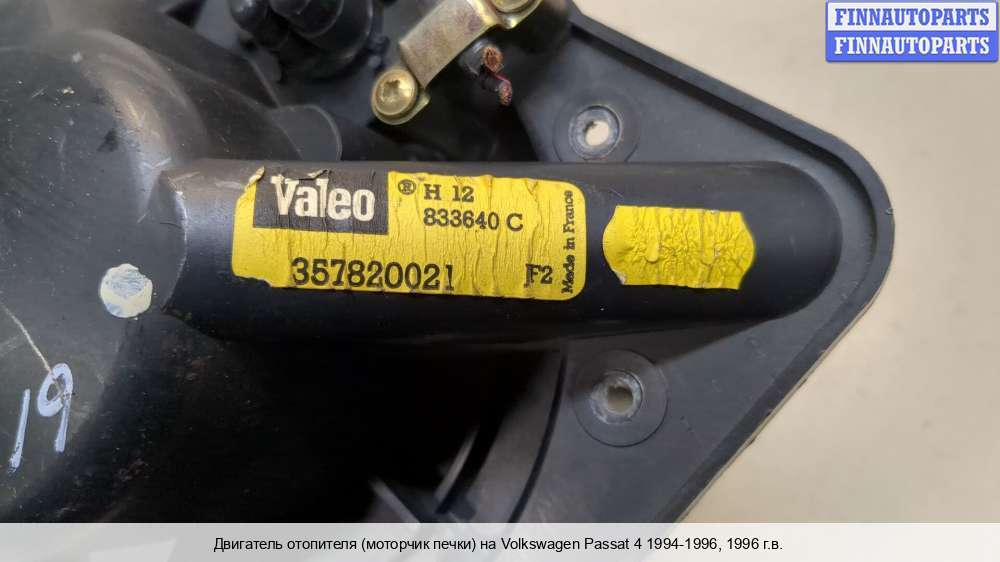 FINNAUTOPARTS
FINNAUTOPARTS
Valeo ® H 12
833640 C
357820021 F2
Made in France
19
Двигатель отопителя (моторчик печки) на Volkswagen Passat 4 1994-1996, 1996 г.в.